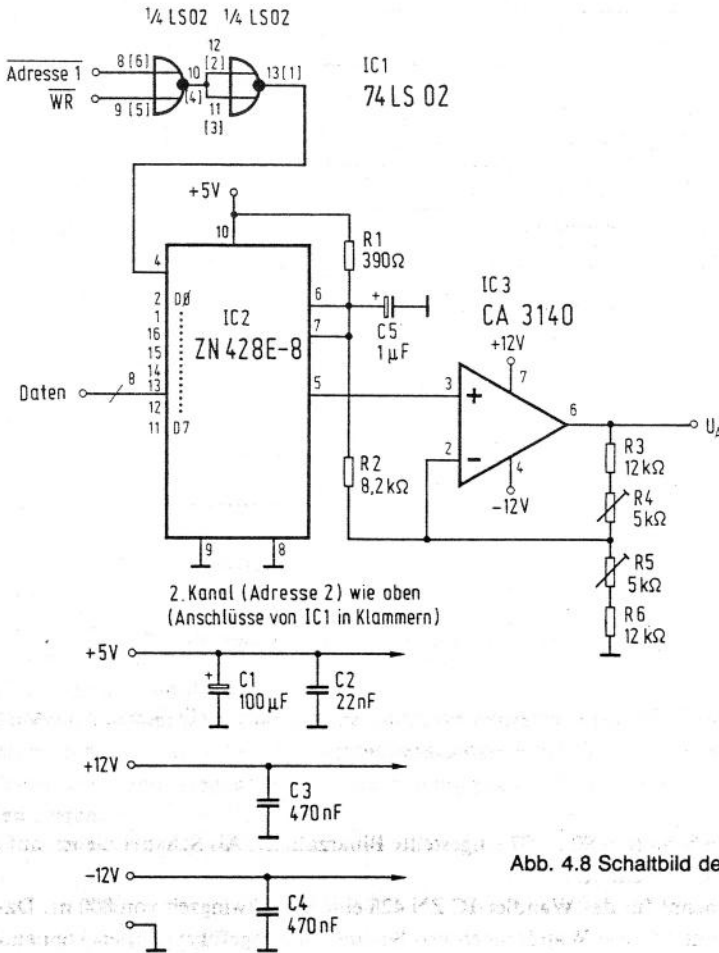 1/4 LS02 1/4 LS02
Adresse 1
WR
8 [6]
9 [5]
10
[4]
12
[2]
11
[3]
13[1]
IC1
74LS 02
+5V
10
4
R1
390Ω
IC2
ZN 428E-8
2 DØ
1
16
15
14
13
12
11 D7
Daten
8
6
7
5
+
C5
1µF
R2
8,2kΩ
9
8
IC3
CA 3140
+12V
7
3
+
2
-
4
-12V
6
R3
12kΩ
R4
5kΩ
R5
5kΩ
R6
12kΩ
2. Kanal (Adresse 2) wie oben
(Anschlüsse von IC1 in Klammern)
+5V
+
C1
100µF
C2
22nF
+12V
C3
470nF
-12V
C4
470nF
Abb. 4.8 Schaltbild de